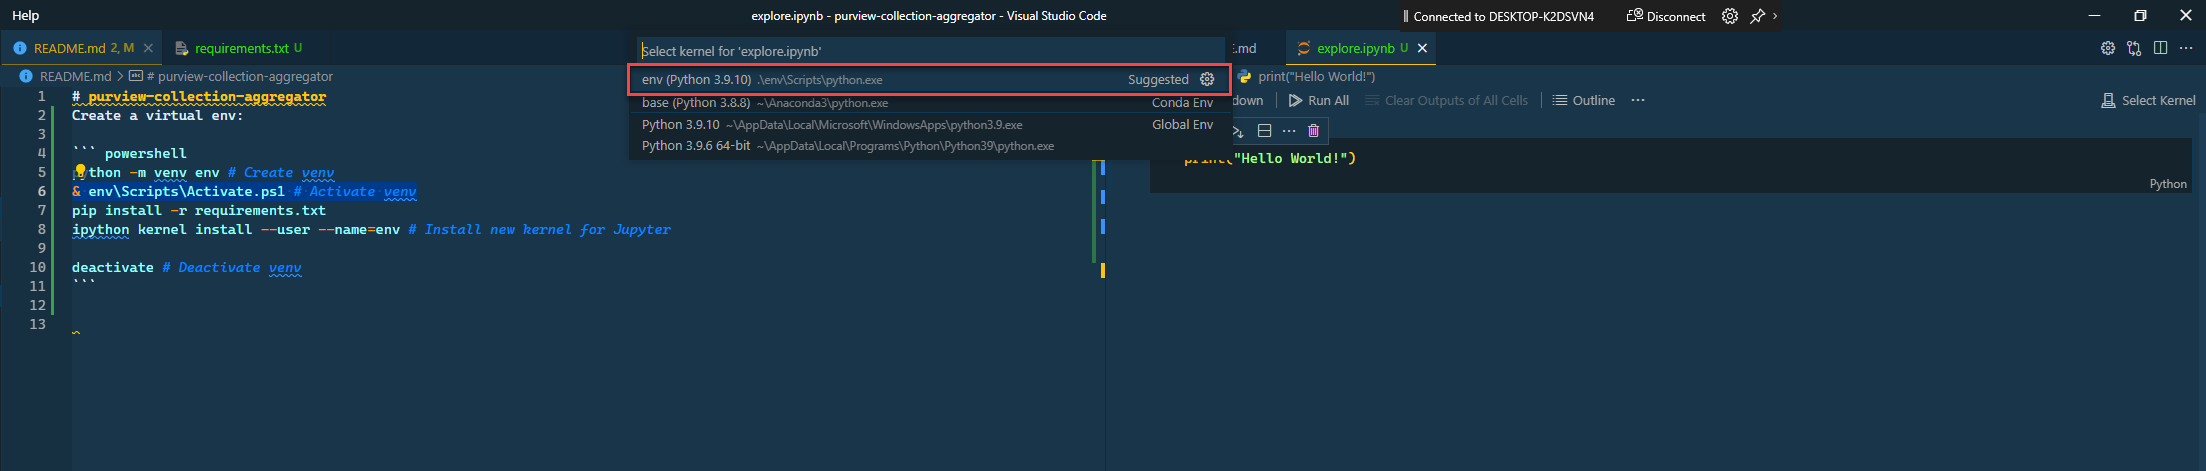 Help
explore.ipynb - purview-collection-aggregator - Visual Studio Code
Connected to DESKTOP-K2DSVN4
Disconnect
README.md 2, M
requirements.txt U
README.md > # purview-collection-aggregator
1 # purview-collection-aggregator
2 Create a virtual env:
3
4 ``` powershell
5 python -m venv env # Create venv
6 & env\Scripts\Activate.ps1 # Activate venv
7 pip install -r requirements.txt
8 ipython kernel install --user --name=env # Install new kernel for Jupyter
9
10 deactivate # Deactivate venv
11 ```
12
13
Select kernel for 'explore.ipynb'
env (Python 3.9.10) .\env\Scripts\python.exe Suggested
base (Python 3.8.8) ~\Anaconda3\python.exe Conda Env
Python 3.9.10 ~\AppData\Local\Microsoft\WindowsApps\python3.9.exe Global Env
Python 3.9.6 64-bit ~\AppData\Local\Programs\Python\Python39\python.exe
.md
explore.ipynb U
print("Hello World!")
down
Run All
Clear Outputs of All Cells
Outline
Select Kernel
print("Hello World!")
Python